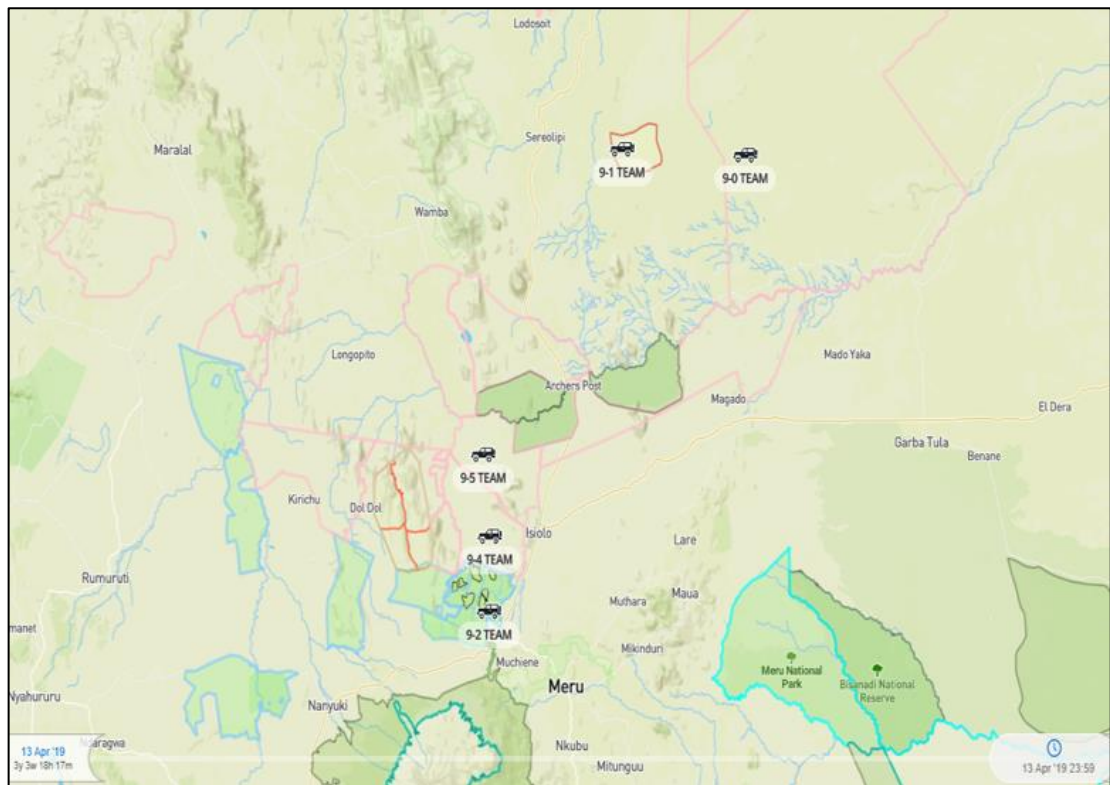 Lodosoit
Sereolipi
Maralal
9-1 TEAM
9-0 TEAM
Wamba
Longopito
Mado Yaka
Archers Post
Magado
El Dera
Garba Tula
Benane
9-5 TEAM
Kirichu
Dol Dol
Isiolo
Lare
9-4 TEAM
Rumuruti
Maua
Muthara
9-2 TEAM
manet
Mikinduri
Muchiene
Meru National
Park
Bisanadi National
Reserve
Meru
Nyahururu
Nanyuki
Ndaragwa
Nkubu
13 Apr '19
3y 3w 18h 17m
Mitunguu
13 Apr '19 23:59